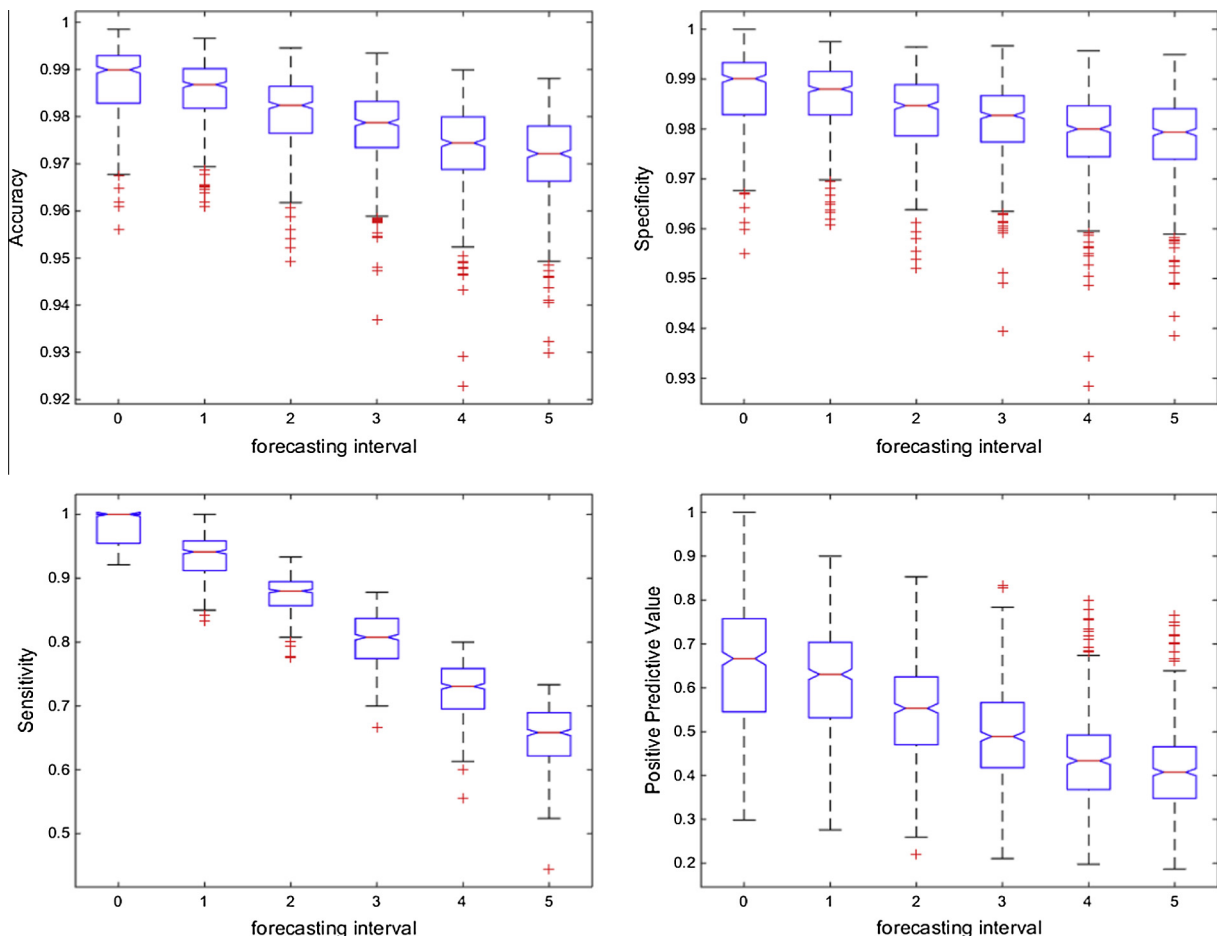 Accuracy
1
0.99
0.98
0.97
0.96
0.95
0.94
0.93
0.92
0 1 2 3 4 5
forecasting interval
Specificity
1
0.99
0.98
0.97
0.96
0.95
0.94
0.93
0 1 2 3 4 5
forecasting interval
Sensitivity
1
0.9
0.8
0.7
0.6
0.5
0 1 2 3 4 5
forecasting interval
Positive Predictive Value
1
0.9
0.8
0.7
0.6
0.5
0.4
0.3
0.2
0 1 2 3 4 5
forecasting interval